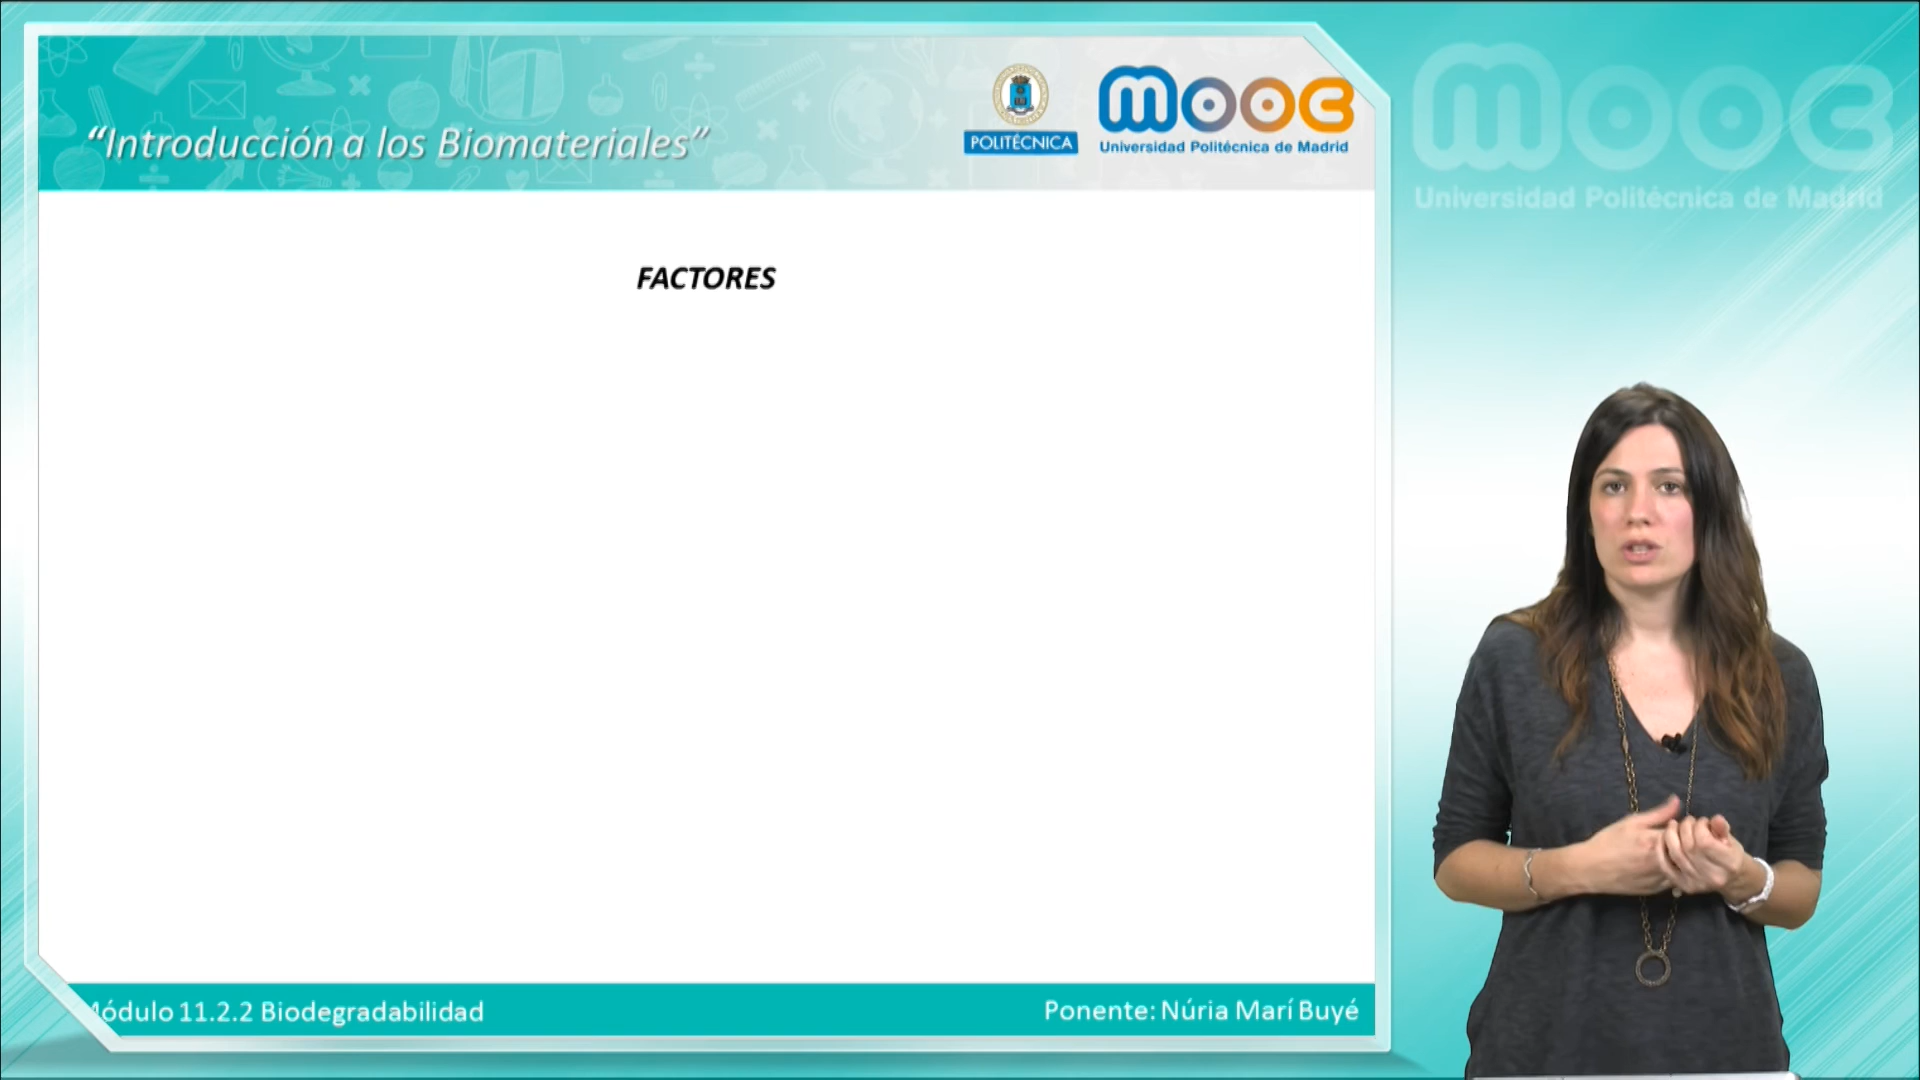 “Introducción a los Biomateriales”
POLITÉCNICA
mooc
Universidad Politécnica de Madrid
mooc
Universidad Politécnica de Madrid
FACTORES
Módulo 11.2.2 Biodegradabilidad
Ponente: Núria Marí Buyé